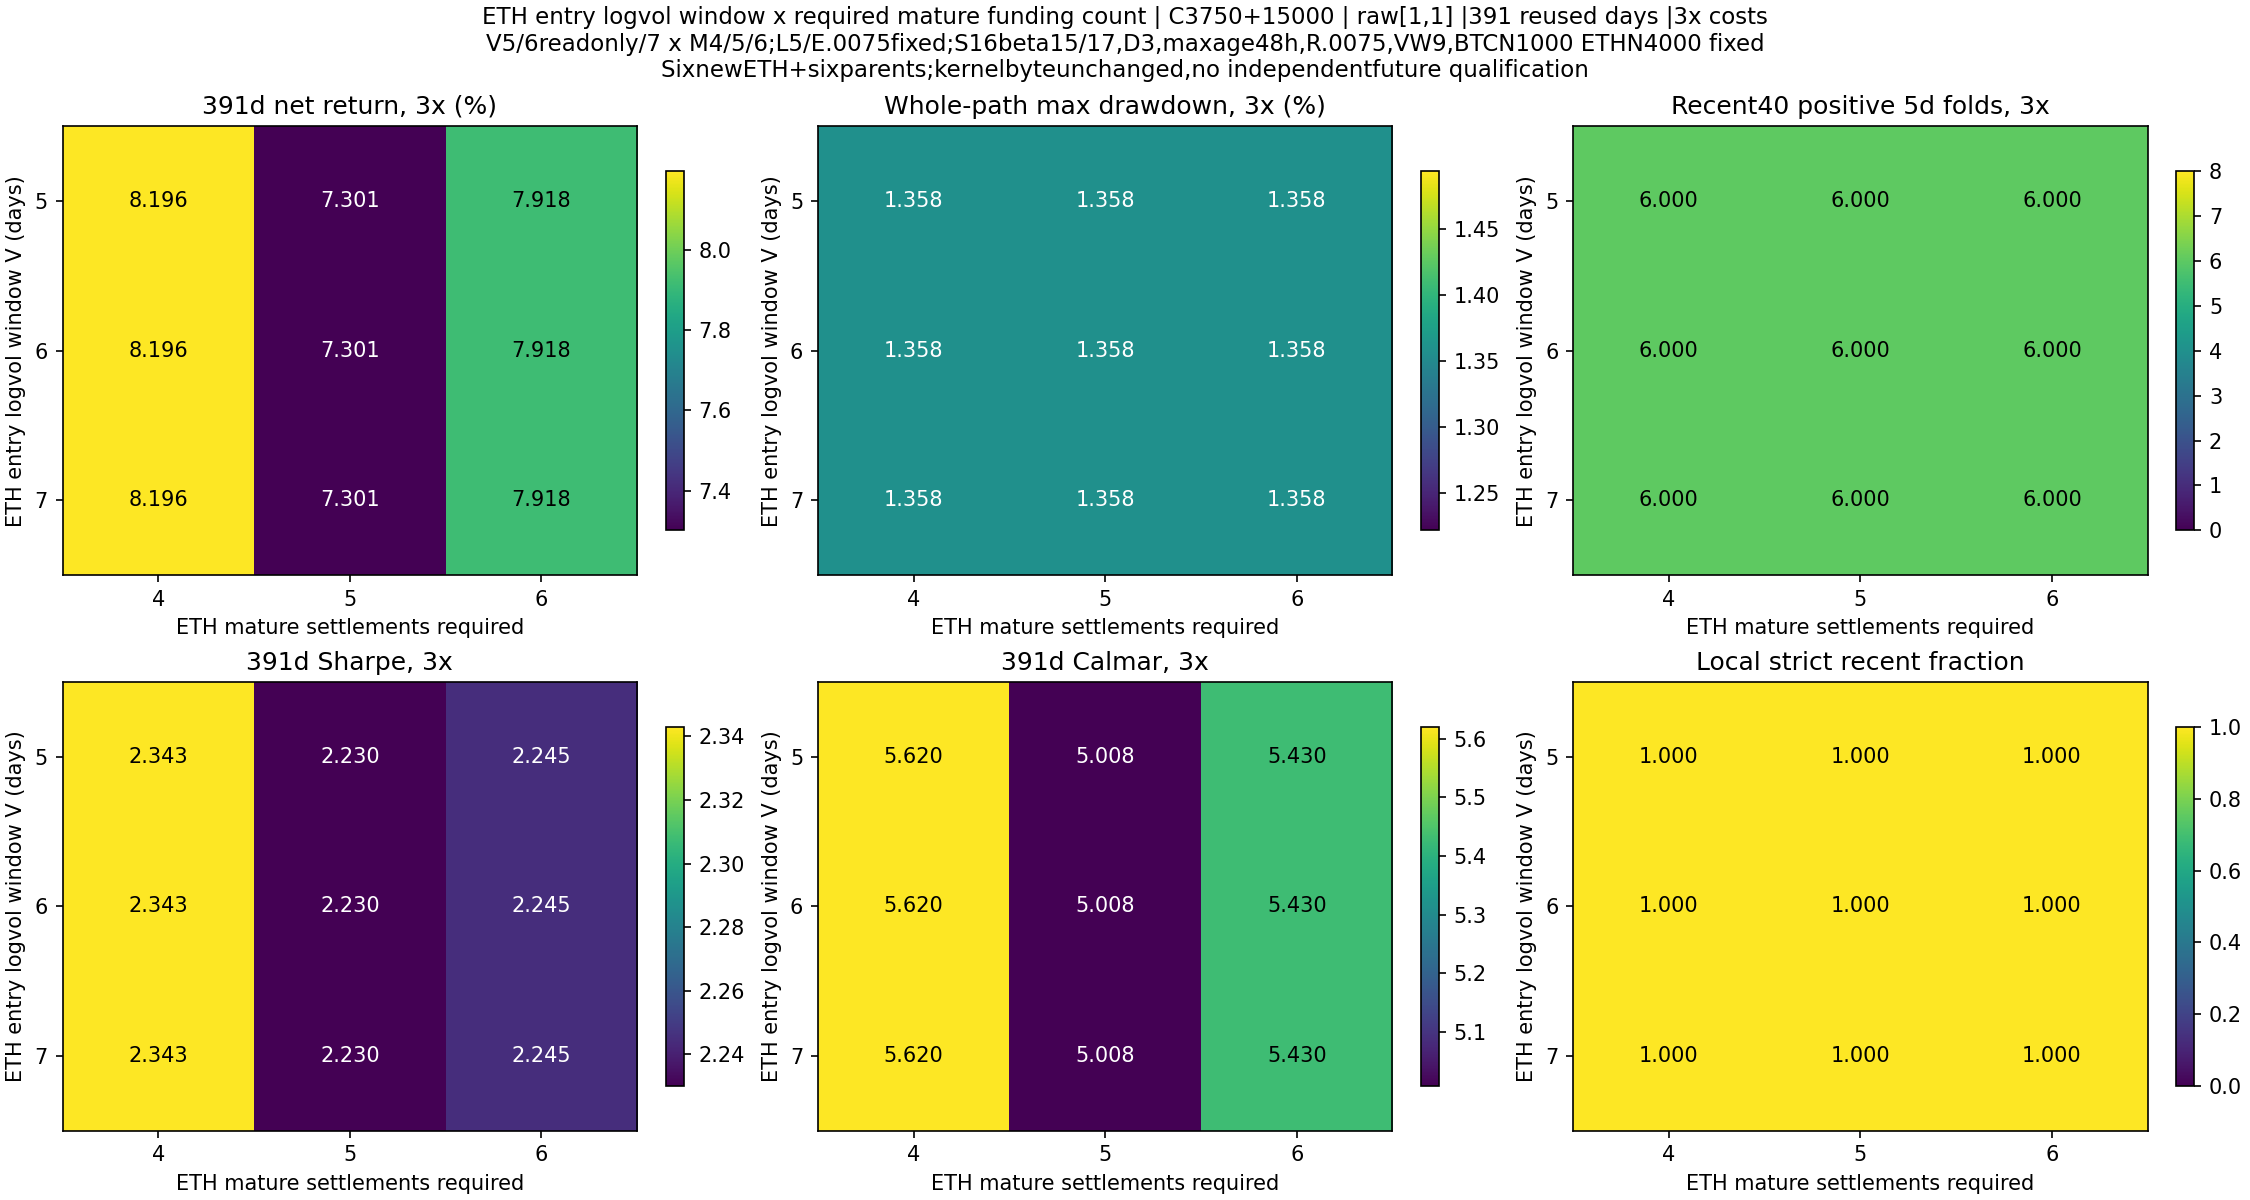 ETH entry logvol window x required mature funding count | C3750+15000 | raw[1,1] |391 reused days |3x costs
V5/6readonly/7 x M4/5/6;L5/E.0075fixed;S16beta15/17,D3,maxage48h,R.0075,VW9,BTCN1000 ETHN4000 fixed
SixnewETH+sixparents;kernelbyteunchanged,no independentfuture qualification
391d net return, 3x (%)
ETH entry logvol window V (days)
5
8.196 7.301 7.918
6
8.196 7.301 7.918
7
8.196 7.301 7.918
4 5 6
ETH mature settlements required
8.0
7.8
7.6
7.4
Whole-path max drawdown, 3x (%)
ETH entry logvol window V (days)
5
1.358 1.358 1.358
6
1.358 1.358 1.358
7
1.358 1.358 1.358
4 5 6
ETH mature settlements required
1.45
1.40
1.35
1.30
1.25
Recent40 positive 5d folds, 3x
ETH entry logvol window V (days)
5
6.000 6.000 6.000
6
6.000 6.000 6.000
7
6.000 6.000 6.000
4 5 6
ETH mature settlements required
8
7
6
5
4
3
2
1
0
391d Sharpe, 3x
ETH entry logvol window V (days)
5
2.343 2.230 2.245
6
2.343 2.230 2.245
7
2.343 2.230 2.245
4 5 6
ETH mature settlements required
2.34
2.32
2.30
2.28
2.26
2.24
391d Calmar, 3x
ETH entry logvol window V (days)
5
5.620 5.008 5.430
6
5.620 5.008 5.430
7
5.620 5.008 5.430
4 5 6
ETH mature settlements required
5.6
5.5
5.4
5.3
5.2
5.1
Local strict recent fraction
ETH entry logvol window V (days)
5
1.000 1.000 1.000
6
1.000 1.000 1.000
7
1.000 1.000 1.000
4 5 6
ETH mature settlements required
1.0
0.8
0.6
0.4
0.2
0.0